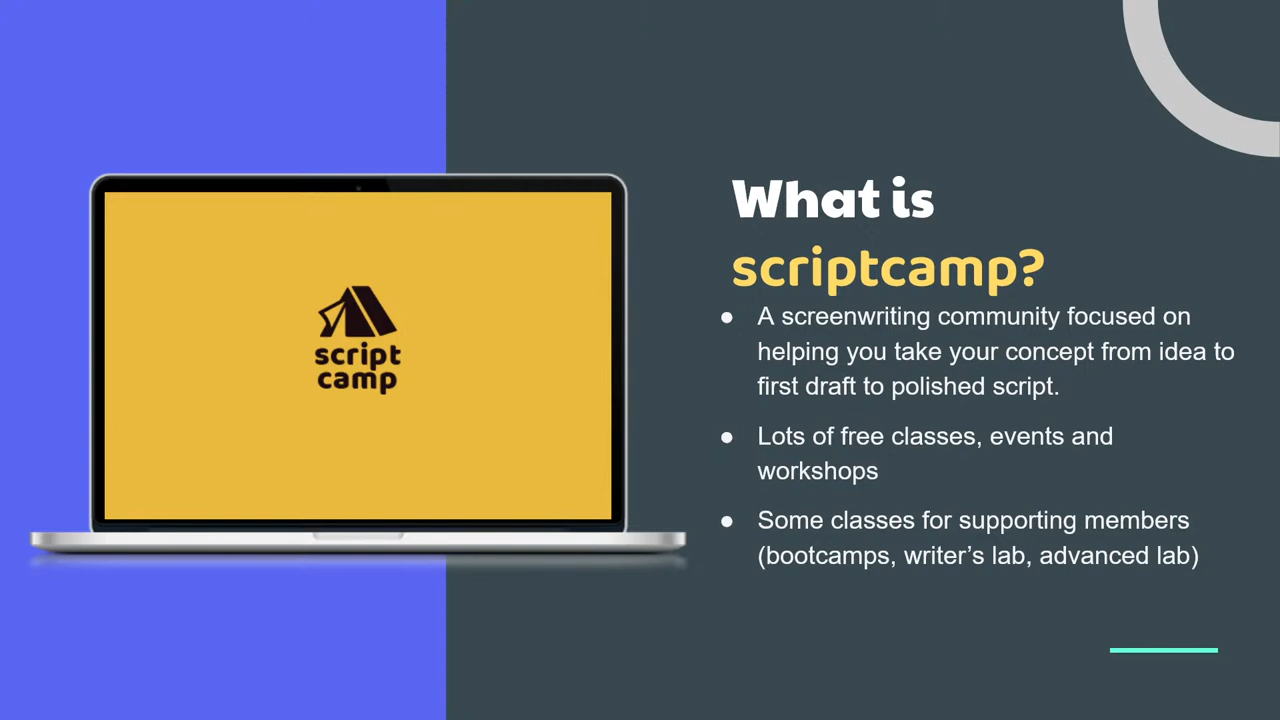 script
camp
What is
scriptcamp?
● A screenwriting community focused on
helping you take your concept from idea to
first draft to polished script.
● Lots of free classes, events and
workshops
● Some classes for supporting members
(bootcamps, writer’s lab, advanced lab)